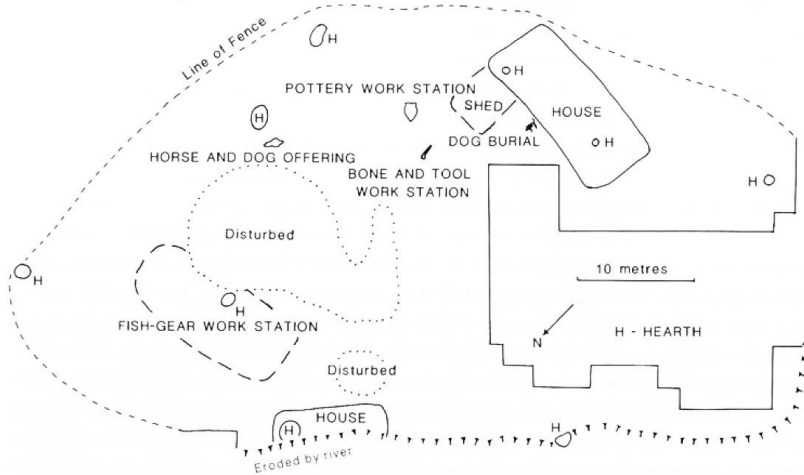 Line of Fence
H
POTTERY WORK STATION
H
SHED
HOUSE
H
DOG BURIAL
H
HORSE AND DOG OFFERING
BONE AND TOOL
WORK STATION
H
Disturbed
10 metres
H
H
FISH-GEAR WORK STATION
N
H - HEARTH
Disturbed
HOUSE
H
H
Eroded by river